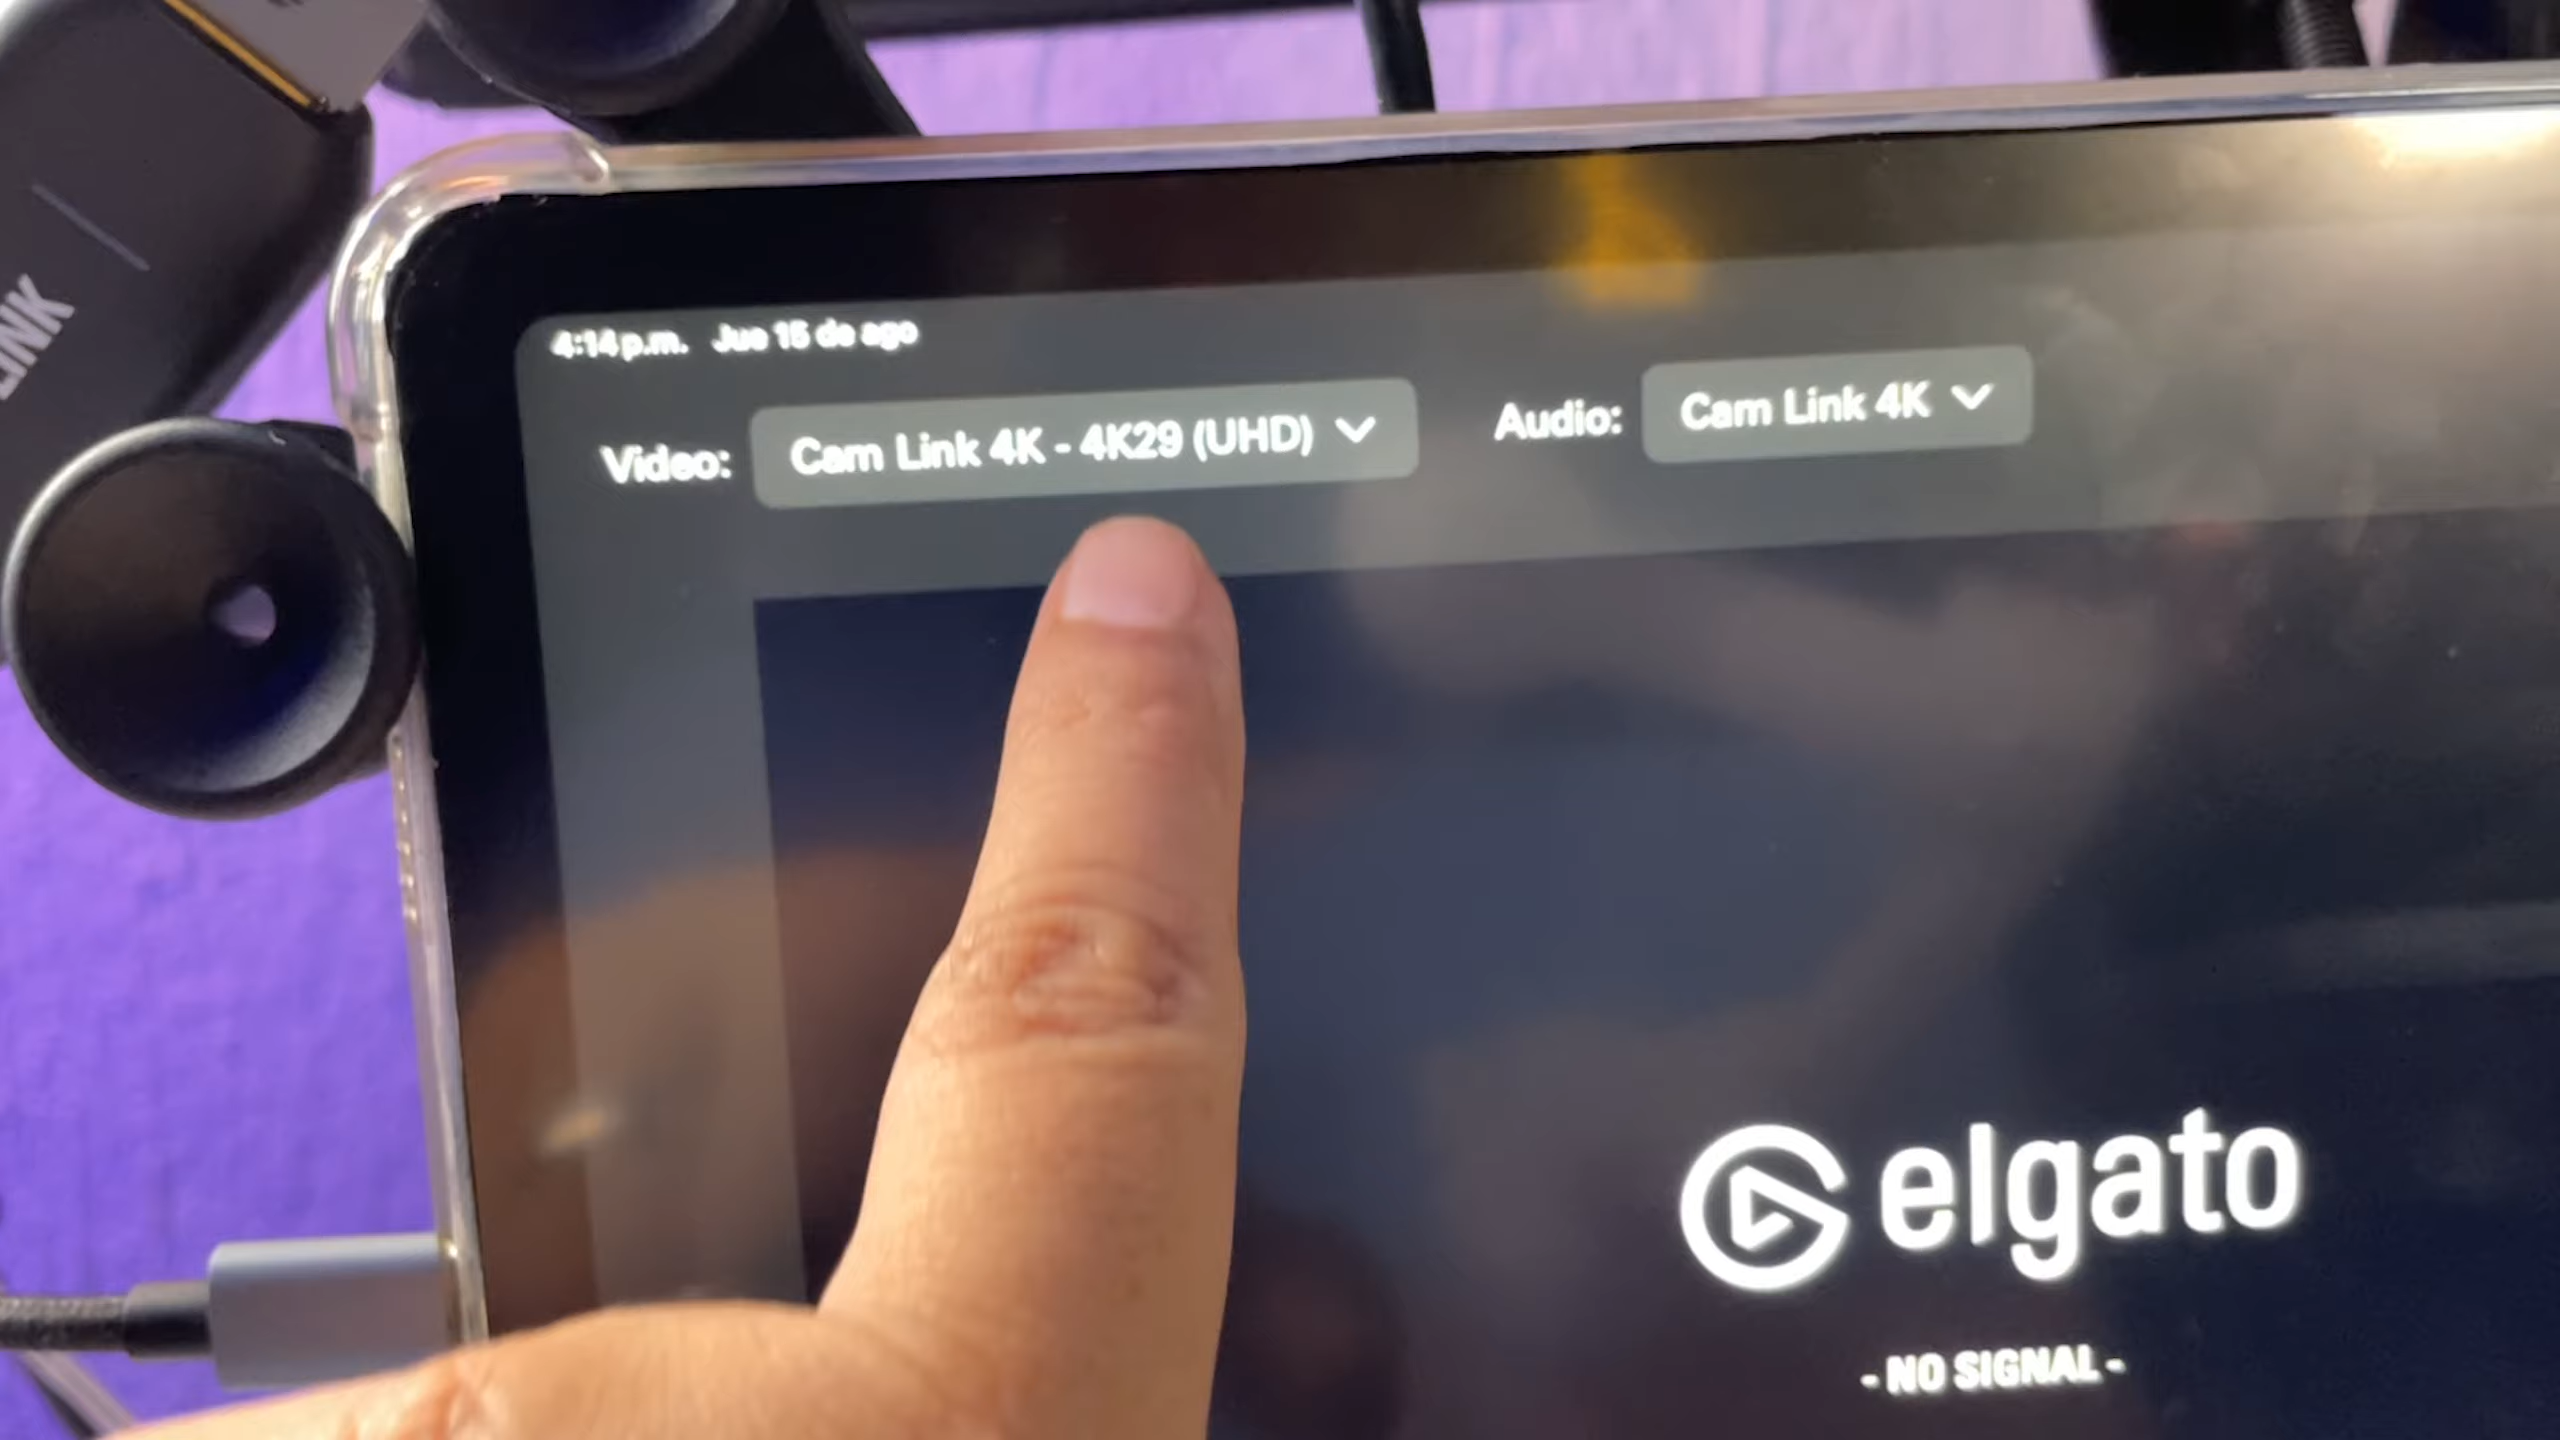 LINK
4:14 p.m. Jue 15 de ago
Video: Cam Link 4K - 4K29 (UHD) Audio: Cam Link 4K
elgato
- NO SIGNAL -